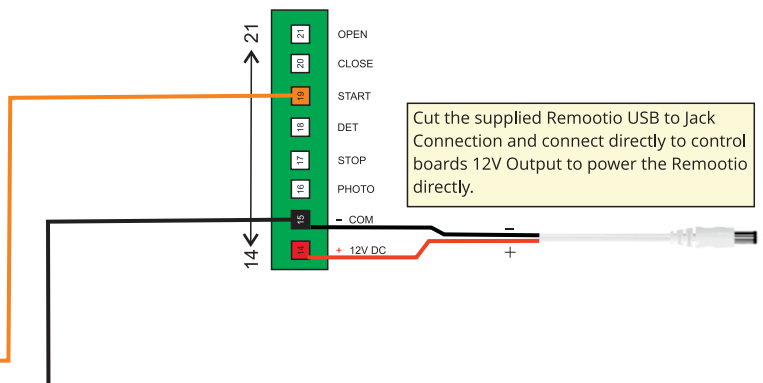 21
21 OPEN
20 CLOSE
19 START
18 DET
17 STOP
16 PHOTO
15 - COM
14 + 12V DC
14
-
+
Cut the supplied Remootio USB to Jack
Connection and connect directly to control
boards 12V Output to power the Remootio
directly.